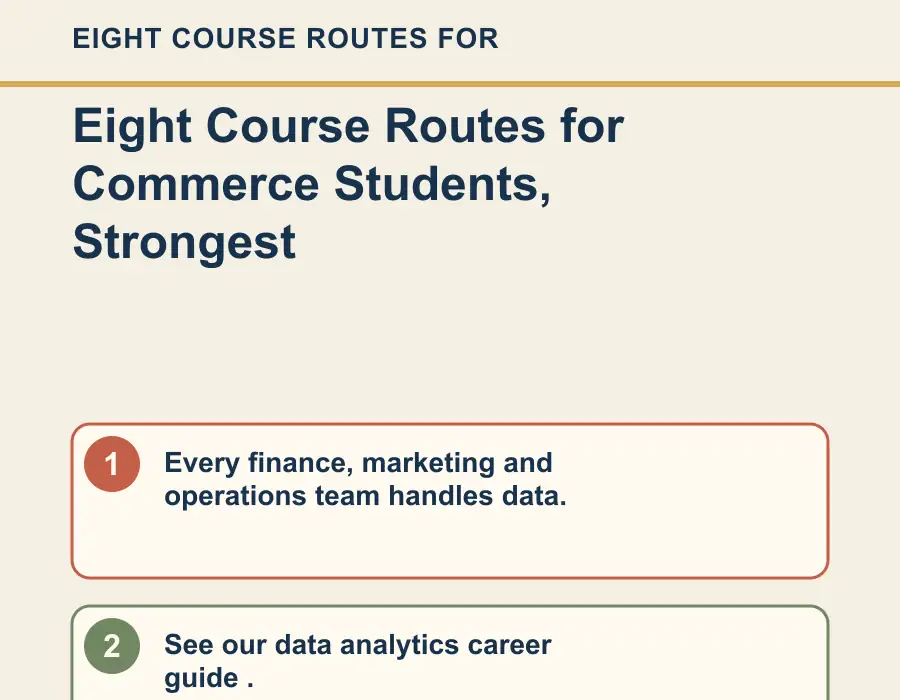 EIGHT COURSE ROUTES FOR
Eight Course Routes for
Commerce Students,
Strongest
1
Every finance, marketing and
operations team handles data.
2
See our data analytics career
guide .